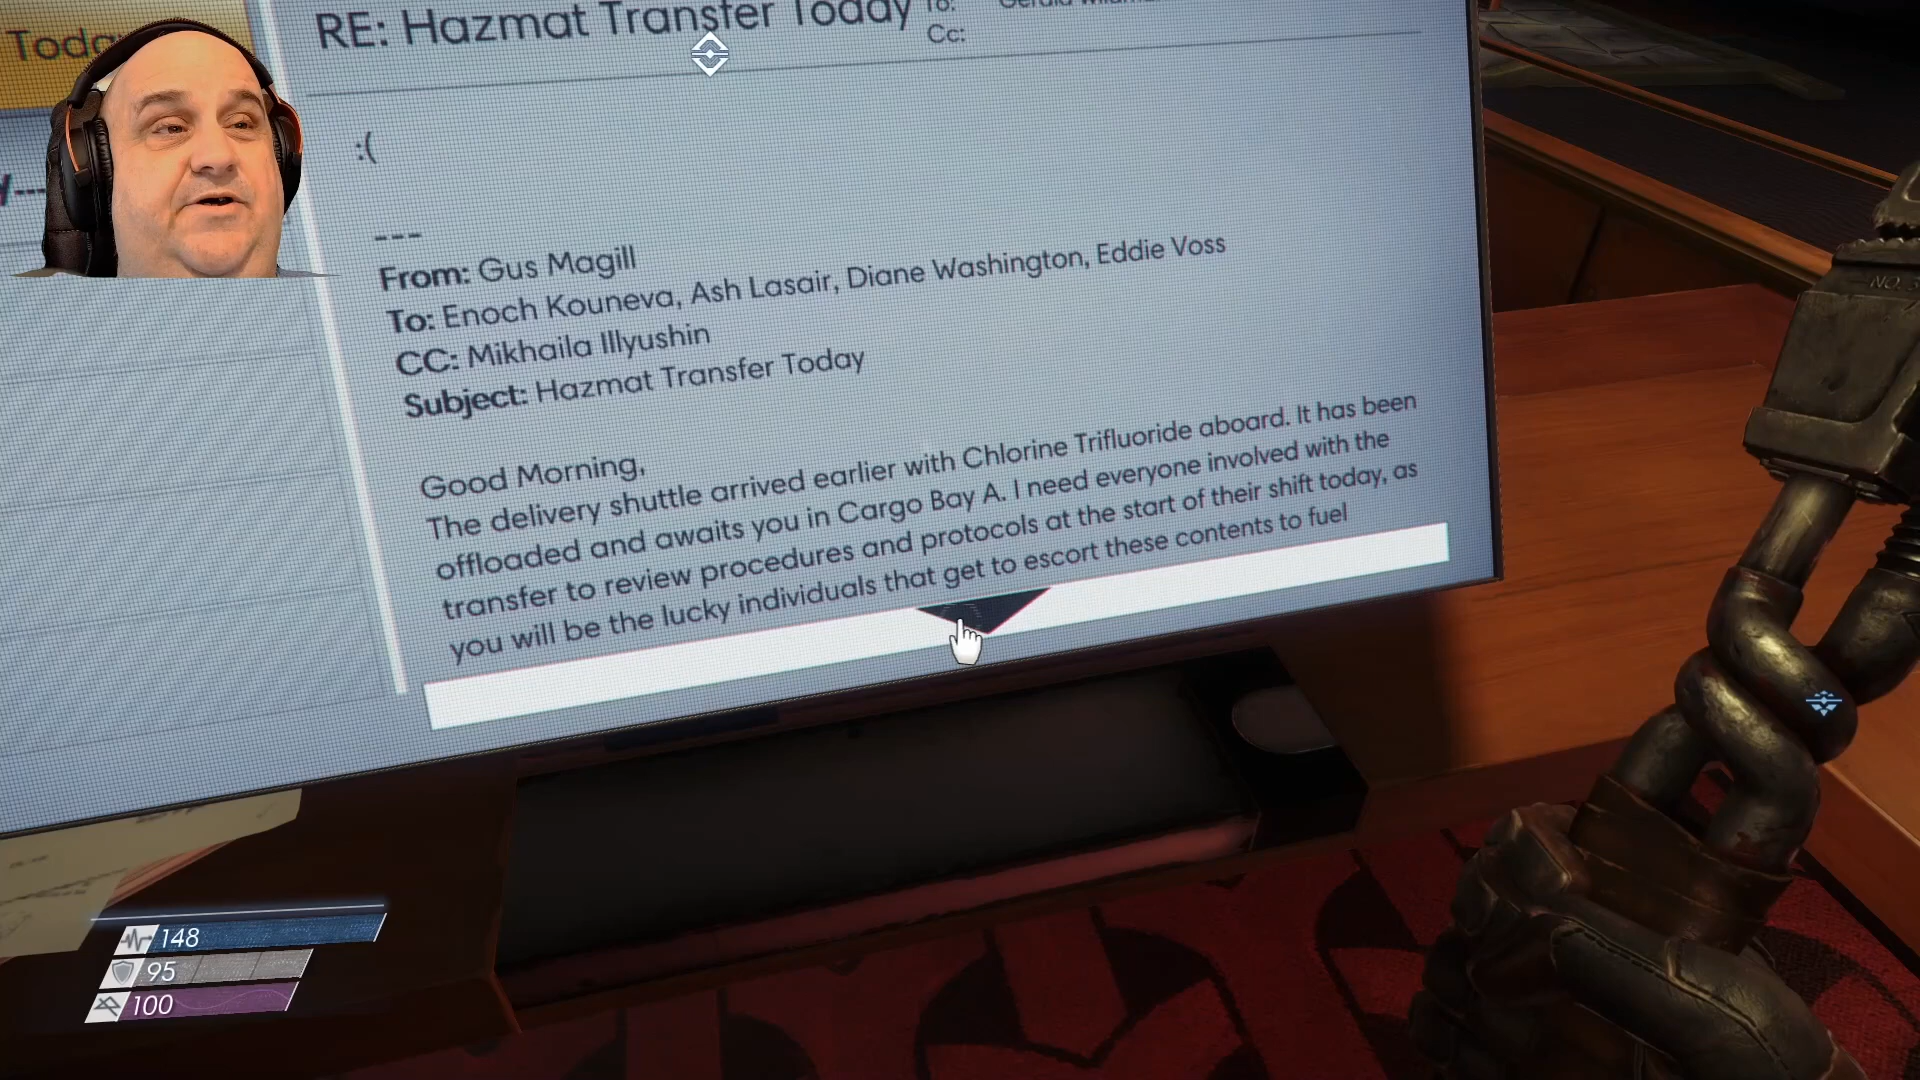 Today
RE: Hazmat Transfer Today
To:
Cc:
:(
---
From: Gus Magill
To: Enoch Kouneva, Ash Lasair, Diane Washington, Eddie Voss
CC: Mikhaila Illyushin
Subject: Hazmat Transfer Today
Good Morning,
The delivery shuttle arrived earlier with Chlorine Trifluoride aboard. It has been
offloaded and awaits you in Cargo Bay A. I need everyone involved with the
transfer to review procedures and protocols at the start of their shift today, as
you will be the lucky individuals that get to escort these contents to fuel
148
95
100